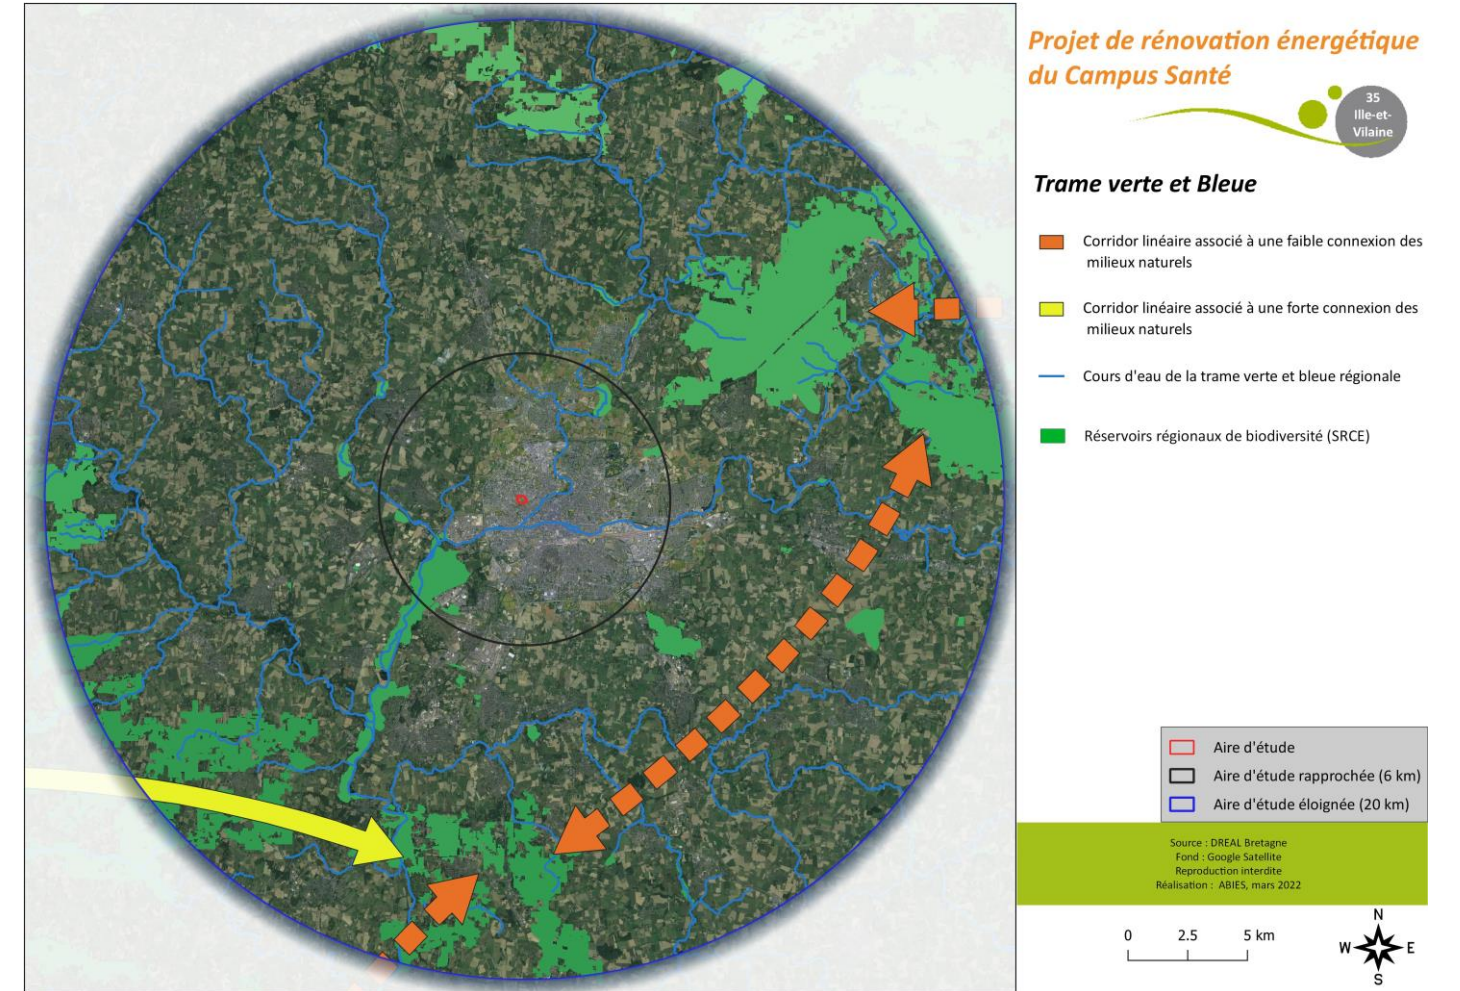 Projet de rénovation énergétique
du Campus Santé
35
Ille-et-
Vilaine
Trame verte et Bleue
Corridor linéaire associé à une faible connexion des
milieux naturels
Corridor linéaire associé à une forte connexion des
milieux naturels
Cours d'eau de la trame verte et bleue régionale
Réservoirs régionaux de biodiversité (SRCE)
Aire d'étude
Aire d'étude rapprochée (6 km)
Aire d'étude éloignée (20 km)
Source : DREAL Bretagne
Fond : Google Satellite
Reproduction interdite
Réalisation : ABIES, mars 2022
0 2.5 5 km
N
W E
S